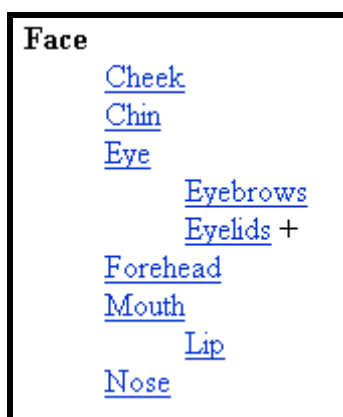 Face
Cheek
Chin
Eye
Eyebrows
Eyelids +
Forehead
Mouth
Lip
Nose